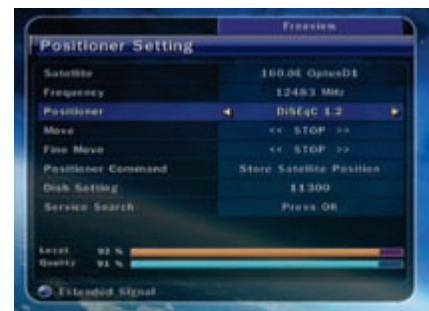 Freeview
Positioner Setting
Satellite 160.0E OptusD1
Frequency 12483 MHz
Positioner DiSEqC 1.2
Move << STOP >>
Fine Move << STOP >>
Positioner Command Store Satellite Position
Dish Setting 11300
Service Search Press OK
Level 92 %
Quality 91 %
Extended Signal